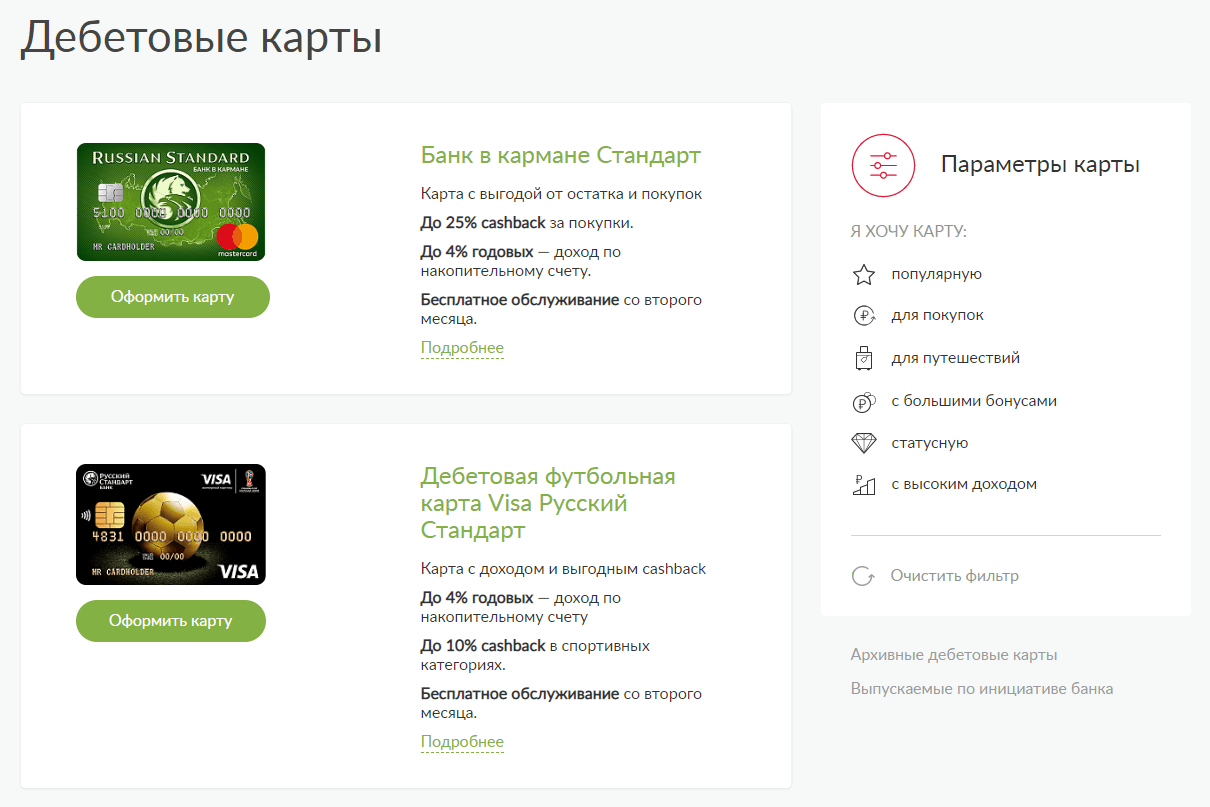 Дебетовые карты
RUSSIAN STANDARD
БАНК В КАРМАНЕ
5100 0000 0000 0000
00/00
MR CARDHOLDER
mastercard
Оформить карту
Банк в кармане Стандарт
Карта с выгодой от остатка и покупок
До 25% cashback за покупки.
До 4% годовых — доход по
накопительному счету.
Бесплатное обслуживание со второго
месяца.
Подробнее
РУССКИЙ
СТАНДАРТ
БАНК
VISA
4831 0000 0000 0000
00/00
MR CARDHOLDER
VISA
Оформить карту
Дебетовая футбольная
карта Visa Русский
Стандарт
Карта с доходом и выгодным cashback
До 4% годовых — доход по
накопительному счету
До 10% cashback в спортивных
категориях.
Бесплатное обслуживание со второго
месяца.
Подробнее
Параметры карты
Я ХОЧУ КАРТУ:
популярную
для покупок
для путешествий
с большими бонусами
статусную
с высоким доходом
Очистить фильтр
Архивные дебетовые карты
Выпускаемые по инициативе банка